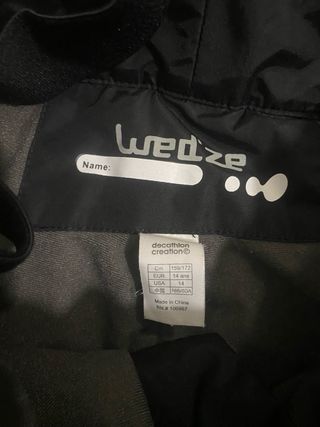 wedze
Name:
decathlon
creation©
Cm 159/172
EUR 14 ans
USA 14
Made in China